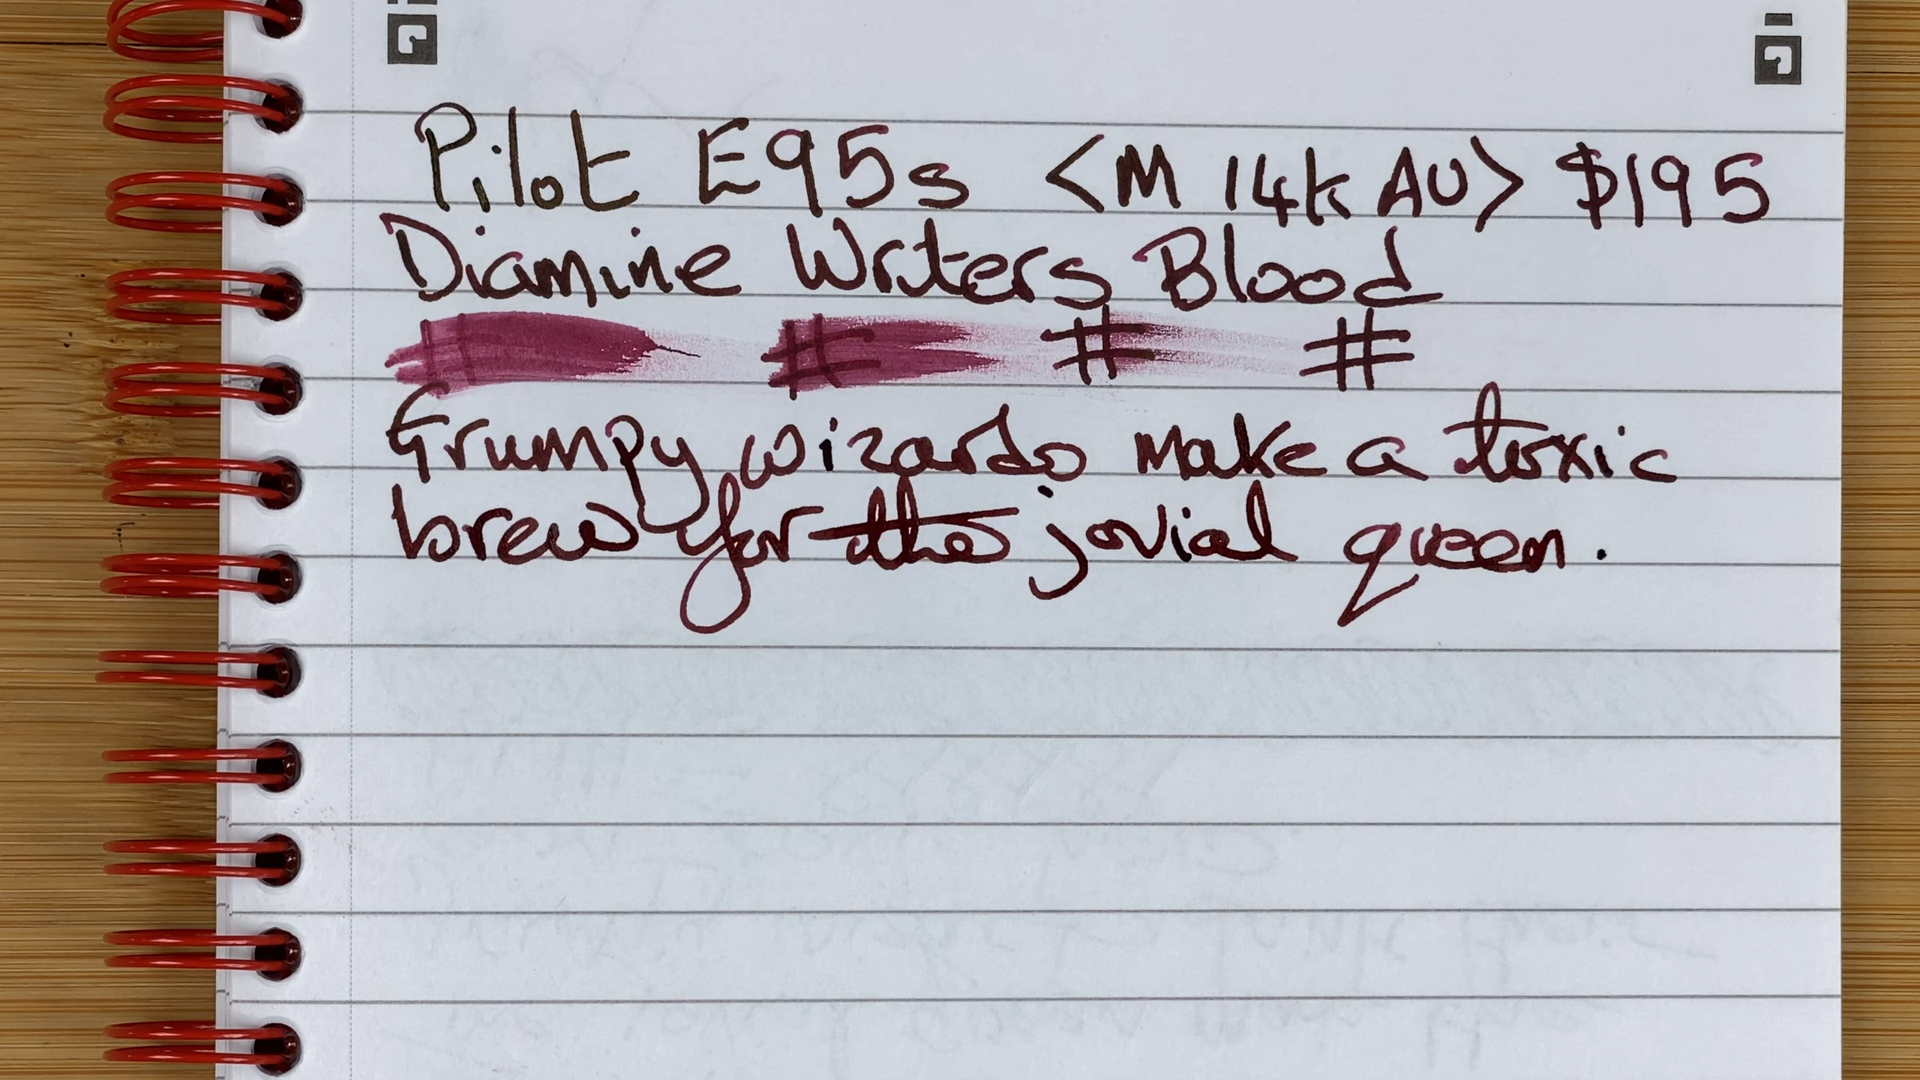 Pilot E95s <M 14k AU> $195
Diamine Writers Blood
# # # #
Grumpy wizards make a toxic
brew for the jovial queen.